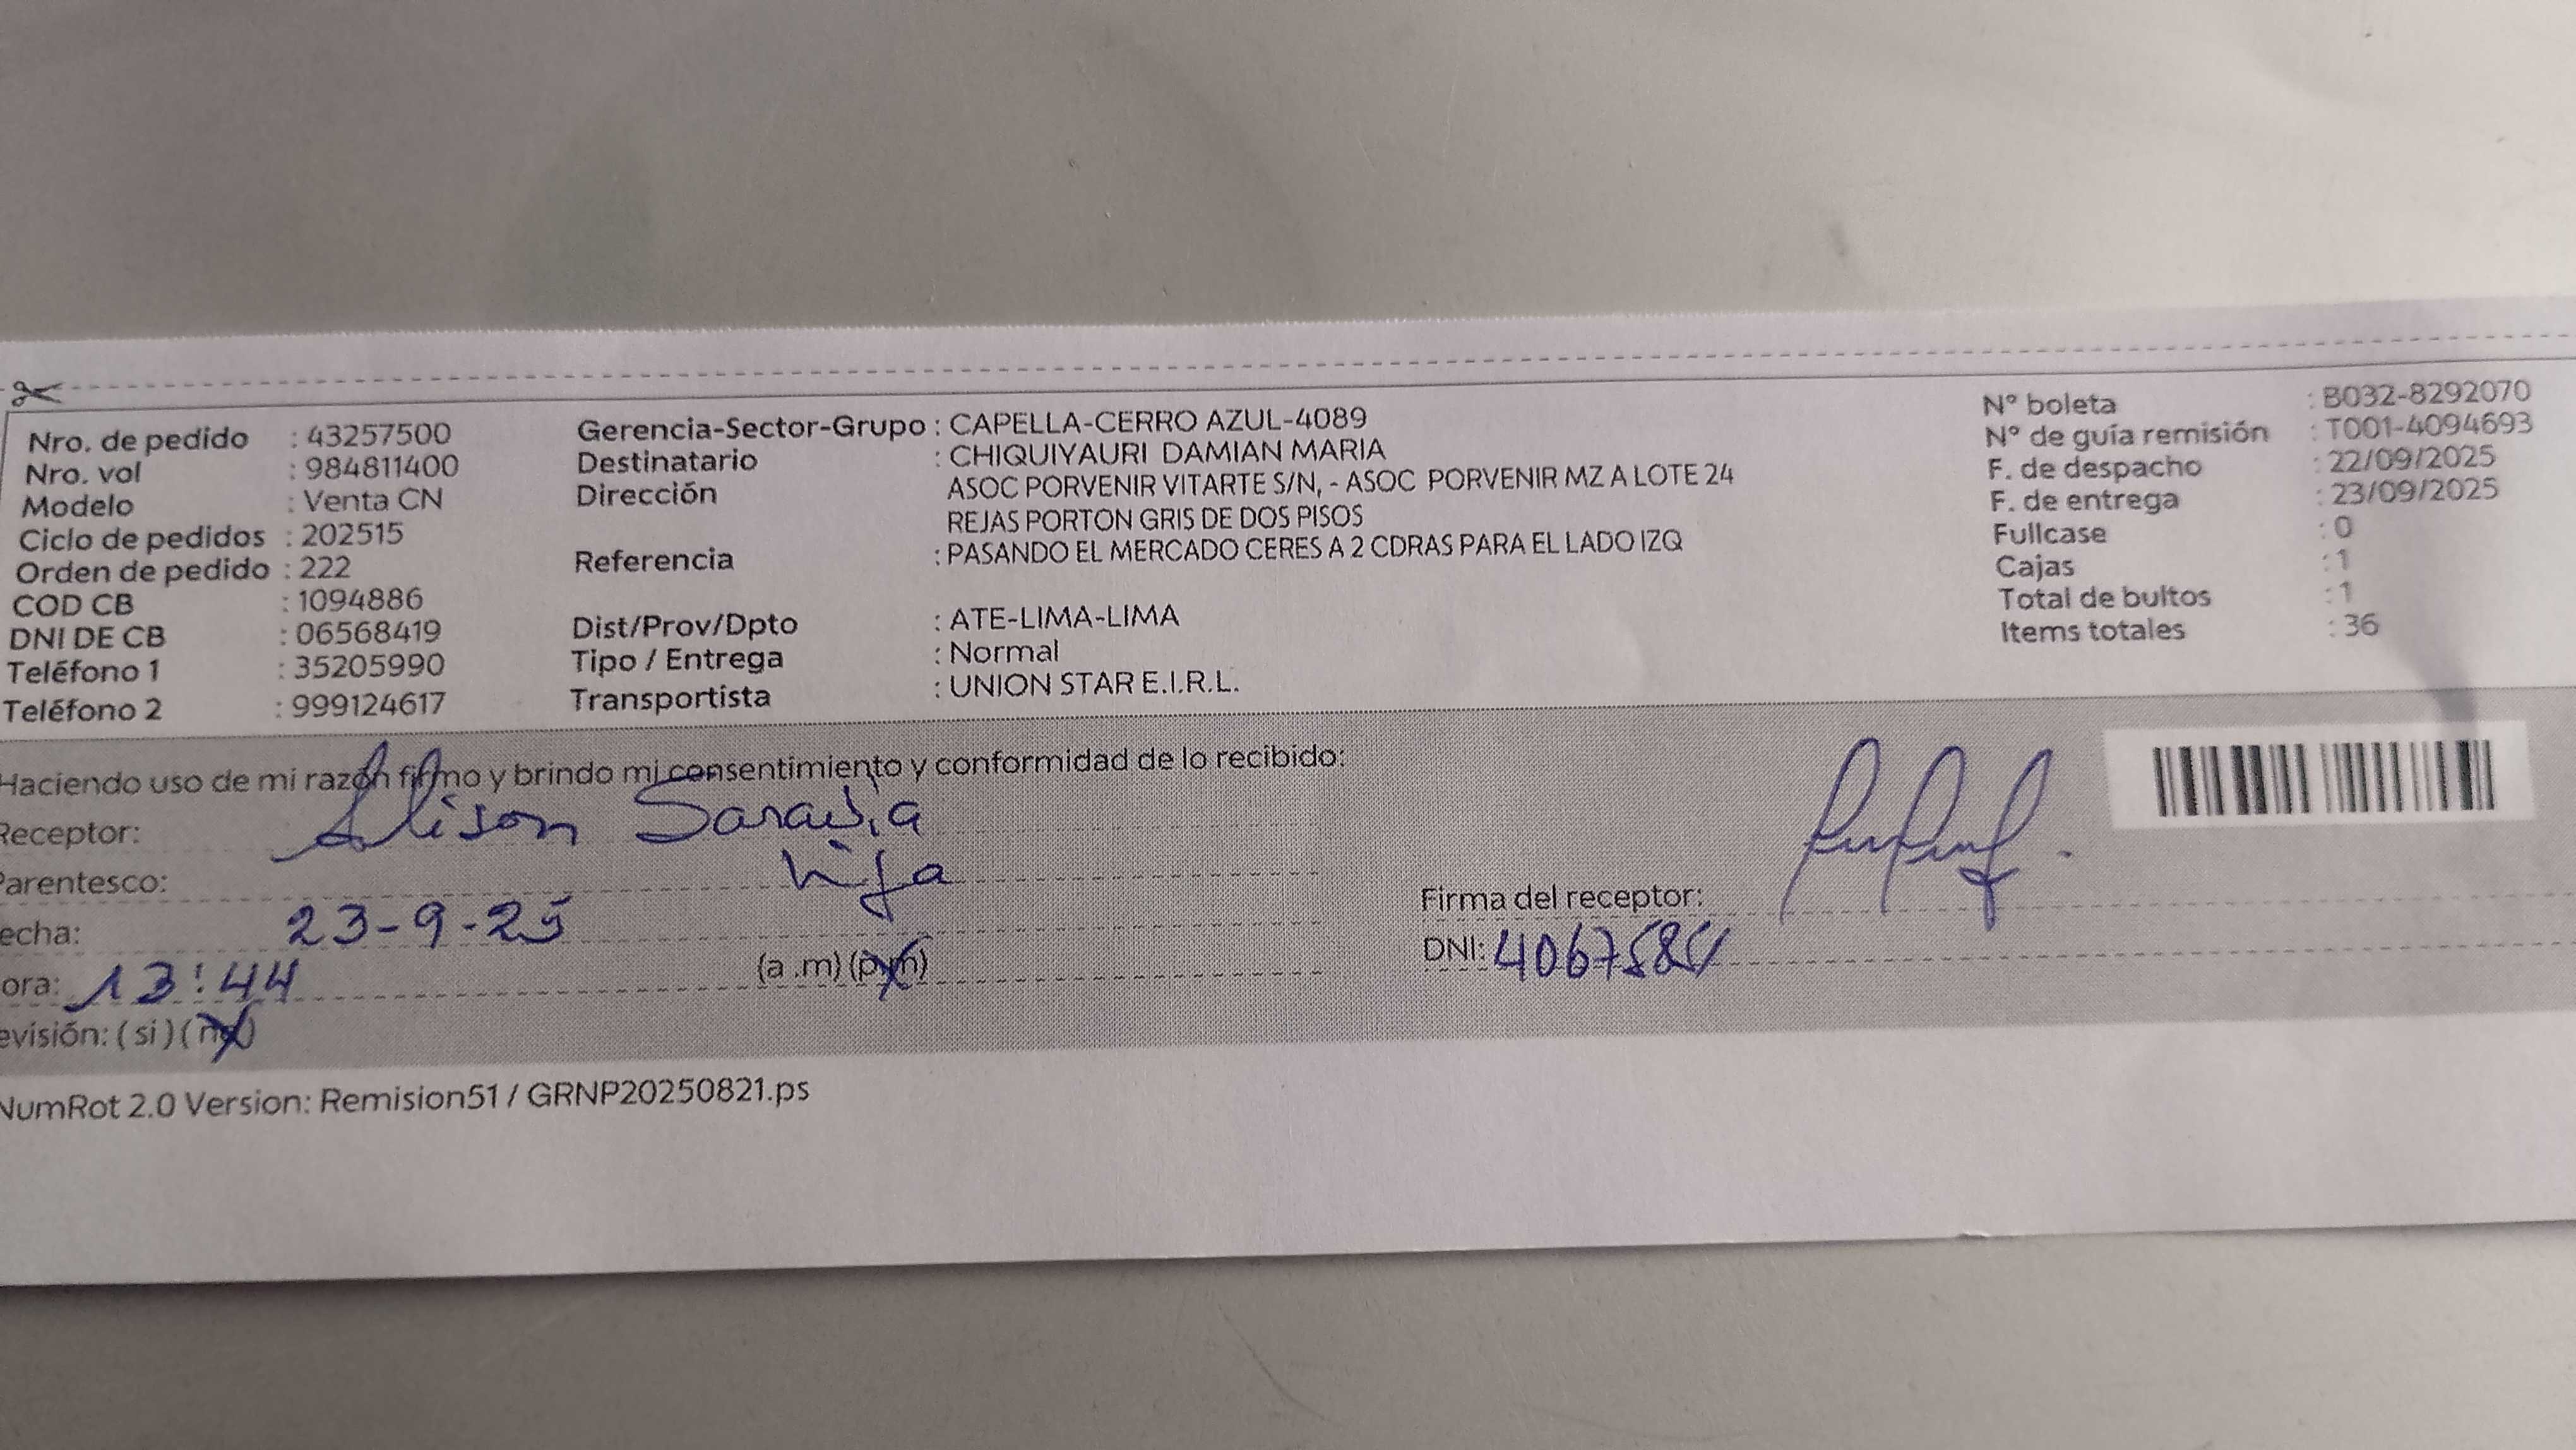 Nro. de pedido : 43257500
Nro. vol : 984811400
Modelo : Venta CN
Ciclo de pedidos : 202515
Orden de pedido : 222
COD CB : 1094886
DNI DE CB : 06568419
Teléfono 1 : 35205990
Teléfono 2 : 999124617
Gerencia-Sector-Grupo : CAPELLA-CERRO AZUL-4089
Destinatario : CHIQUIYAURI DAMIAN MARIA
Dirección ASOC PORVENIR VITARTE S/N, - ASOC PORVENIR MZ A LOTE 24
REJAS PORTON GRIS DE DOS PISOS
Referencia : PASANDO EL MERCADO CERES A 2 CDRAS PARA EL LADO IZQ
Dist/Prov/Dpto : ATE-LIMA-LIMA
Tipo / Entrega : Normal
Transportista : UNION STAR E.I.R.L.
N° boleta : B032-8292070
N° de guía remisión : T001-4094693
F. de despacho : 22/09/2025
F. de entrega : 23/09/2025
Fullcase : 0
Cajas : 1
Total de bultos : 1
Items totales : 36
Haciendo uso de mi razón firmo y brindo mi consentimiento y conformidad de lo recibido:
Receptor: Alison Saravia
Parentesco: hija
echa: 23-9-25
ora: 13:44 (a .m) (p.m)
evisión: ( si ) ( no )
Firma del receptor:
DNI:
NumRot 2.0 Version: Remision51 / GRNP20250821.ps